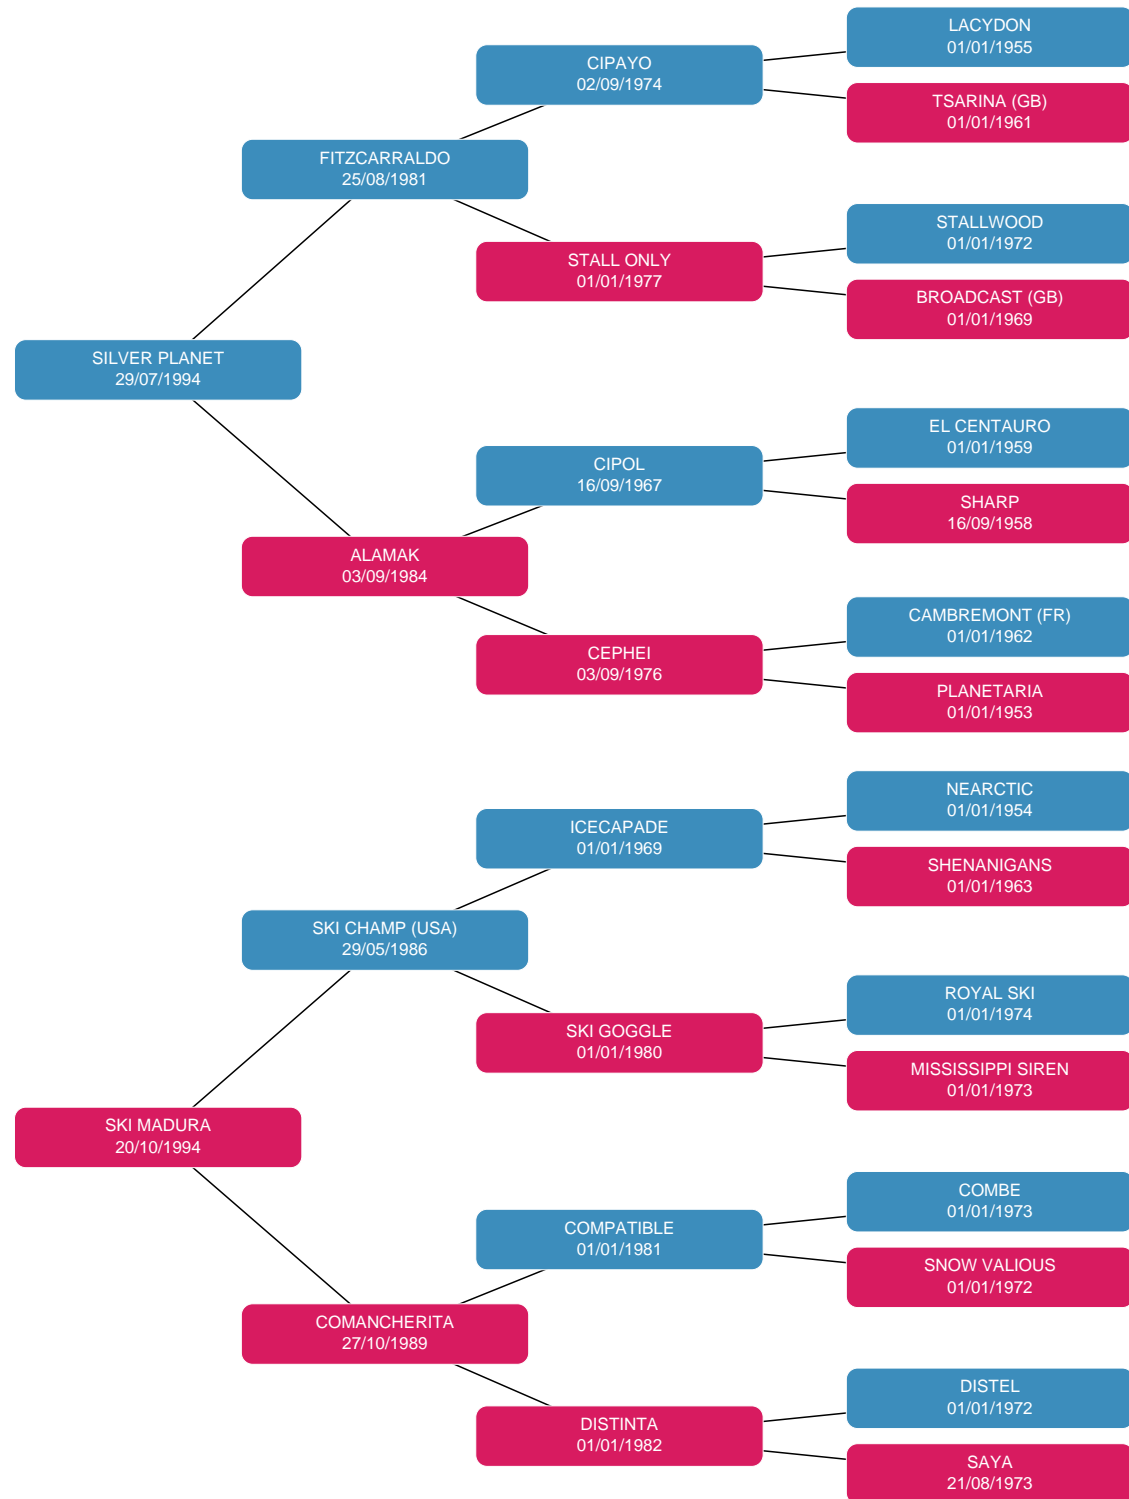 LACYDON
01/01/1955
CIPAYO
02/09/1974
TSARINA (GB)
01/01/1961
FITZCARRALDO
25/08/1981
STALLWOOD
01/01/1972
STALL ONLY
01/01/1977
BROADCAST (GB)
01/01/1969
SILVER PLANET
29/07/1994
EL CENTAURO
01/01/1959
CIPOL
16/09/1967
SHARP
16/09/1958
ALAMAK
03/09/1984
CAMBREMONT (FR)
01/01/1962
CEPHEI
03/09/1976
PLANETARIA
01/01/1953
NEARCTIC
01/01/1954
ICECAPADE
01/01/1969
SHENANIGANS
01/01/1963
SKI CHAMP (USA)
29/05/1986
ROYAL SKI
01/01/1974
SKI GOGGLE
01/01/1980
MISSISSIPPI SIREN
01/01/1973
SKI MADURA
20/10/1994
COMBE
01/01/1973
COMPATIBLE
01/01/1981
SNOW VALIOUS
01/01/1972
COMANCHERITA
27/10/1989
DISTEL
01/01/1972
DISTINTA
01/01/1982
SAYA
21/08/1973